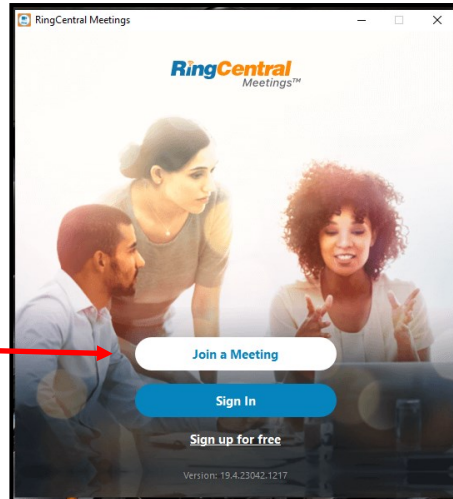 RingCentral Meetings
RingCentral
Meetings™
Join a Meeting
Sign In
Sign up for free
Version: 19.4.23042.1217